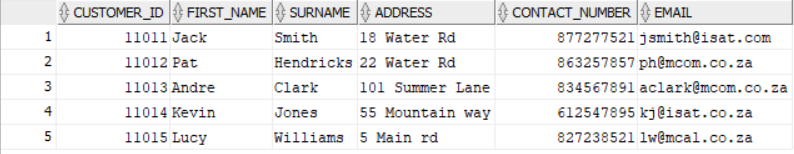 CUSTOMER_ID FIRST_NAME SURNAME ADDRESS CONTACT_NUMBER EMAIL
1 11011 Jack Smith 18 Water Rd 877277521 jsmith@isat.com
2 11012 Pat Hendricks 22 Water Rd 863257857 ph@mcom.co.za
3 11013 Andre Clark 101 Summer Lane 834567891 aclark@mcom.co.za
4 11014 Kevin Jones 55 Mountain way 612547895 kj@isat.co.za
5 11015 Lucy Williams 5 Main rd 827238521 lw@mcal.co.za